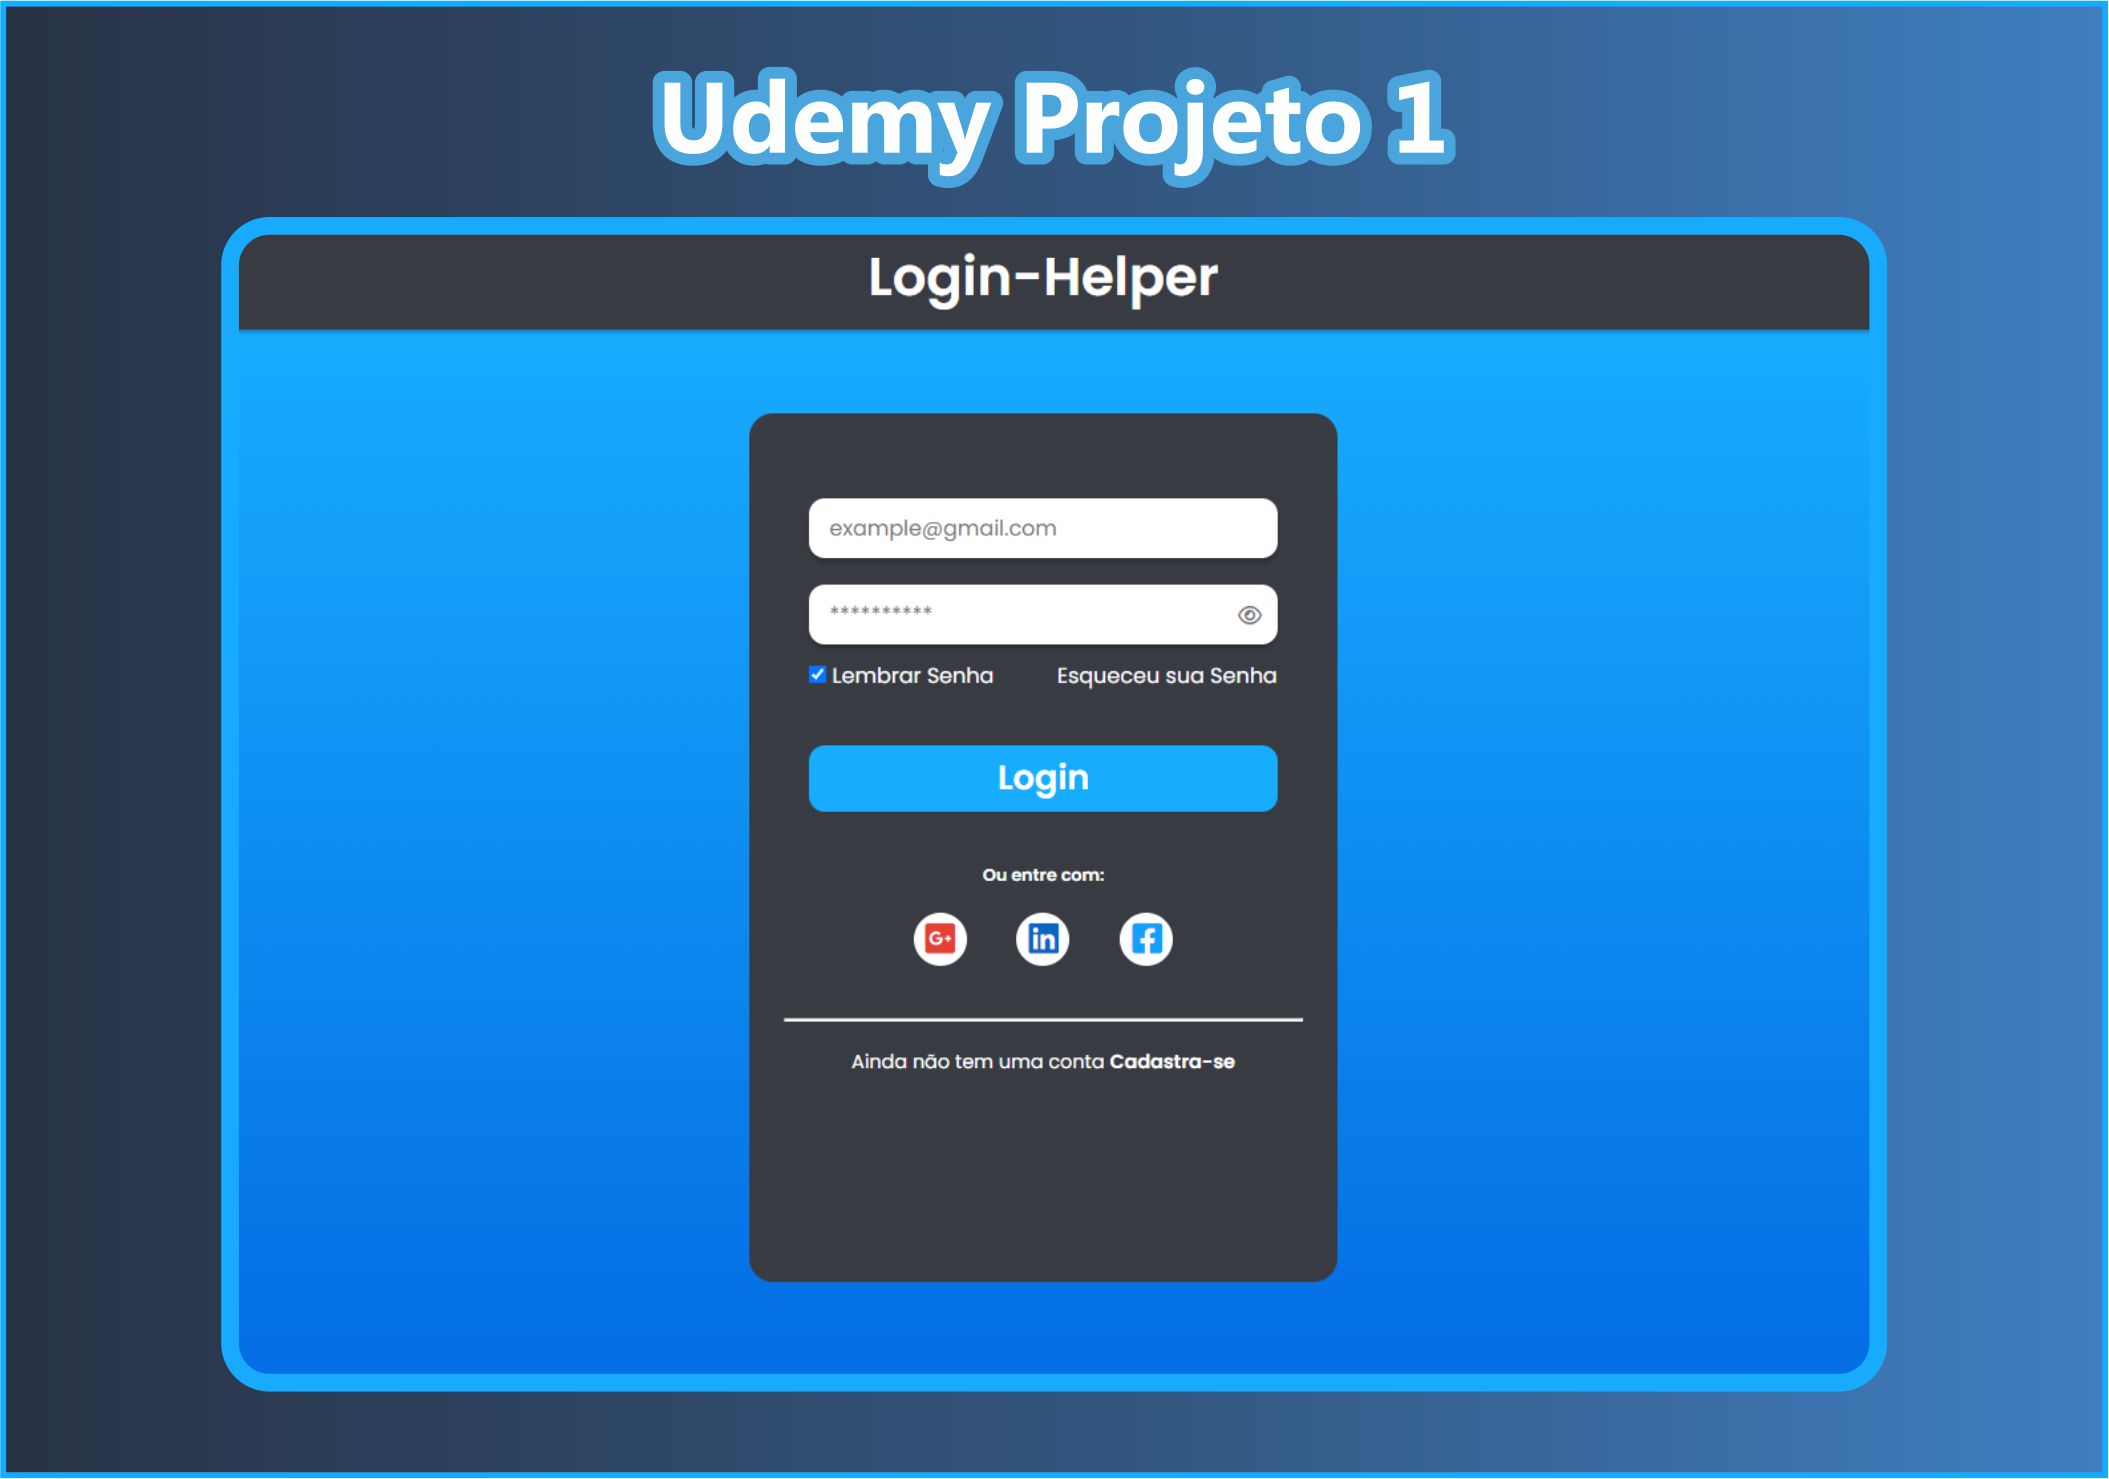 Udemy Projeto 1
Login-Helper
example@gmail.com
**********
Lembrar Senha Esqueceu sua Senha
Login
Ou entre com:
G+ in f
Ainda não tem uma conta Cadastra-se